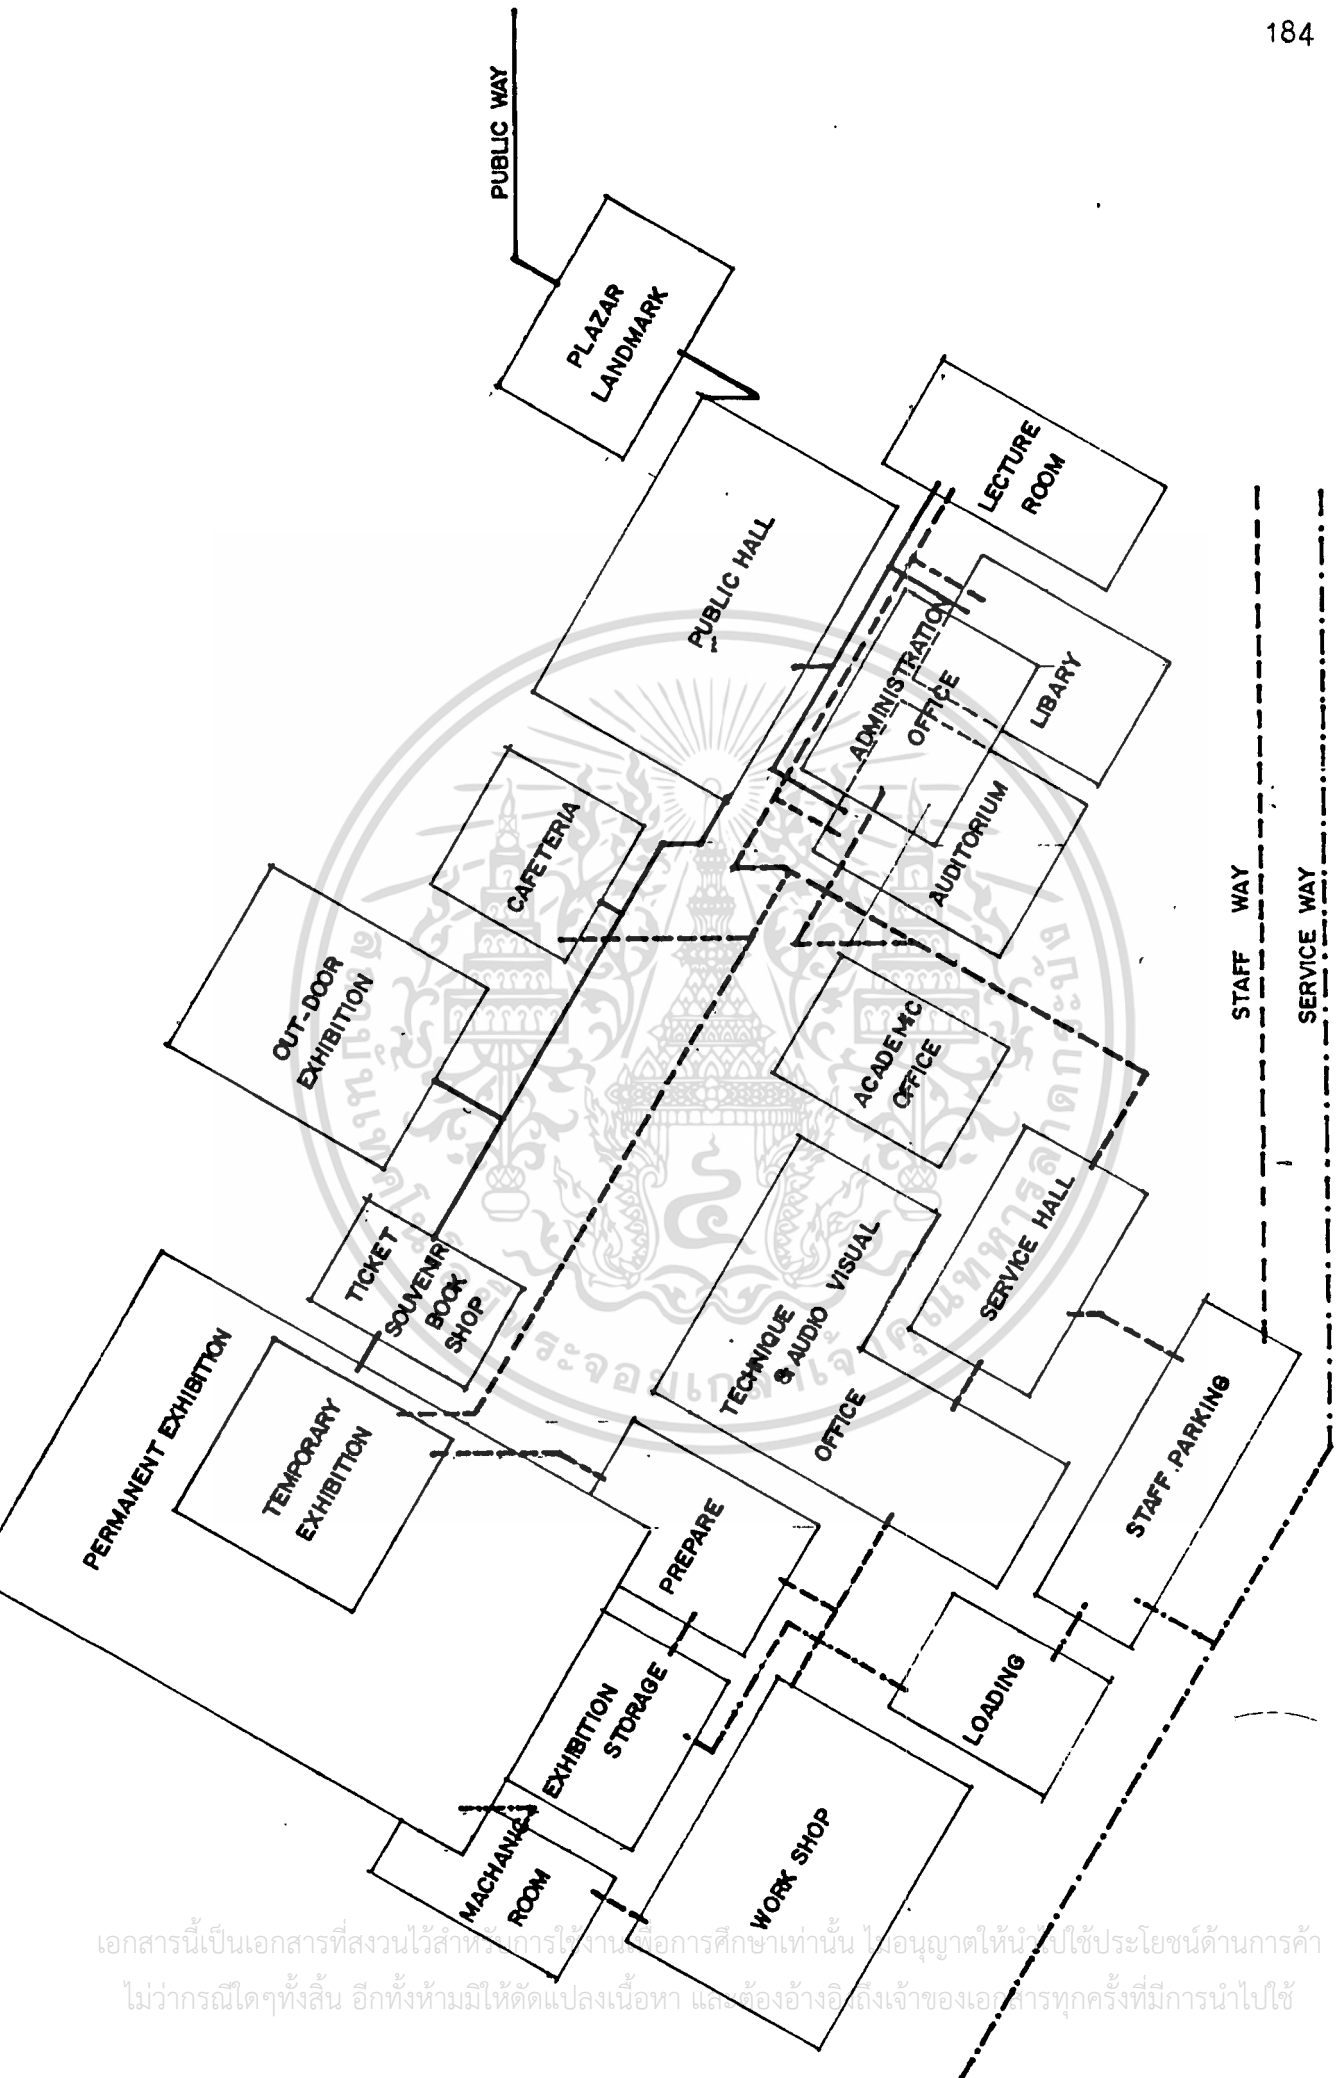 184
PUBLIC WAY
PLAZAR
LANDMARK
PUBLIC HALL
LECTURE
ROOM
ADMINISTRATION
OFFICE
LIBARY
AUDITORIUM
CAFETERIA
OUT-DOOR
EXHIBITION
ACADEMIC
OFFICE
STAFF WAY
SERVICE WAY
TICKET
SOUVENIR
BOOK
SHOP
TECHNIQUE
& AUDIO VISUAL
OFFICE
SERVICE HALL
PERMANENT EXHIBITION
TEMPORARY
EXHIBITION
PREPARE
STAFF PARKING
EXHIBITION
STORAGE
LOADING
MACHANIC
ROOM
WORK SHOP
เอกสารนี้เป็นเอกสารที่สงวนไว้สำหรับการใช้งานเพื่อการศึกษาเท่านั้น ไม่อนุญาตให้นำไปใช้ประโยชน์ด้านการค้า
ไม่ว่ากรณีใดๆทั้งสิ้น อีกทั้งห้ามมิให้ดัดแปลงเนื้อหา และต้องอ้างอิงถึงเจ้าของเอกสารทุกครั้งที่มีการนำไปใช้